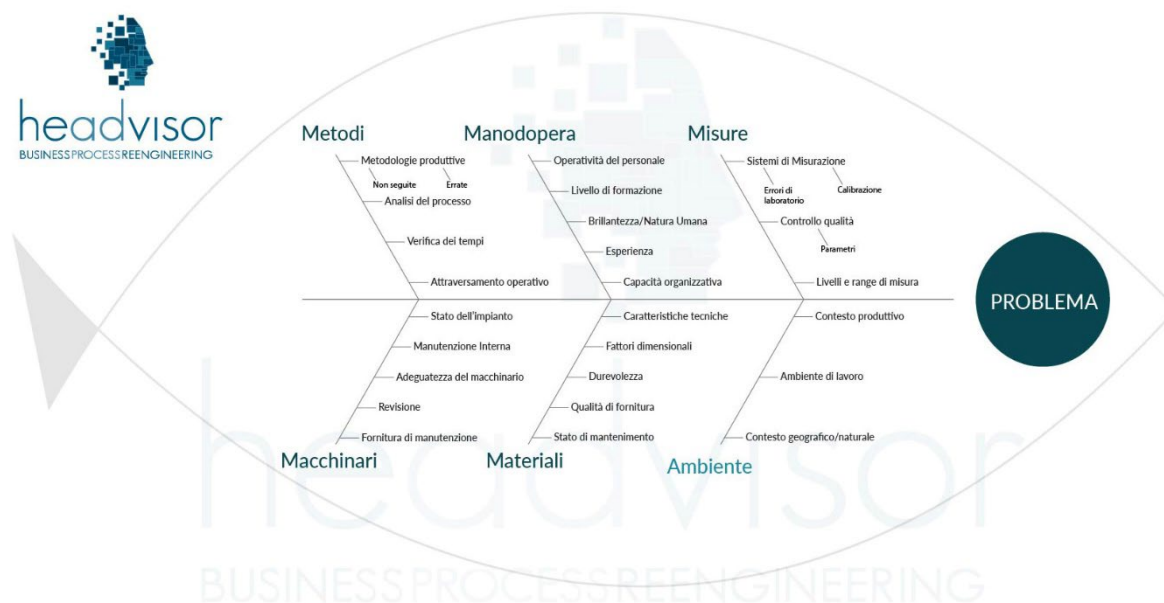 headvisor
BUSINESSPROCESSREENGINEERING
Metodi
Metodologie produttive
Non seguite
Errate
Analisi del processo
Verifica dei tempi
Attraversamento operativo
Manodopera
Operatività del personale
Livello di formazione
Brillantezza/Natura Umana
Esperienza
Capacità organizzativa
Misure
Sistemi di Misurazione
Errori di
laboratorio
Calibrazione
Controllo qualità
Parametri
Livelli e range di misura
PROBLEMA
Stato dell'impianto
Manutenzione Interna
Adeguatezza del macchinario
Revisione
Fornitura di manutenzione
Macchinari
Caratteristiche tecniche
Fattori dimensionali
Durevolezza
Qualità di fornitura
Stato di mantenimento
Materiali
Contesto produttivo
Ambiente di lavoro
Contesto geografico/naturale
Ambiente
headvisor
BUSINESSPROCESSREENGINEERING